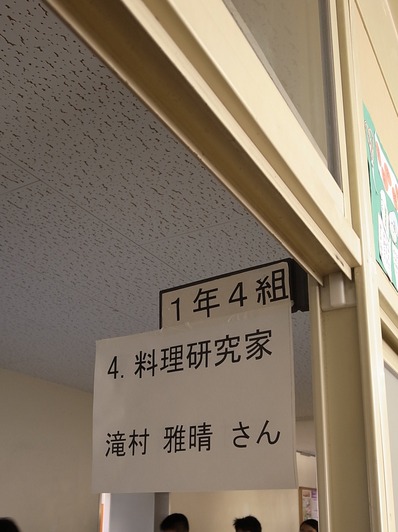 1年4組
4. 料理研究家
滝村 雅晴 さん